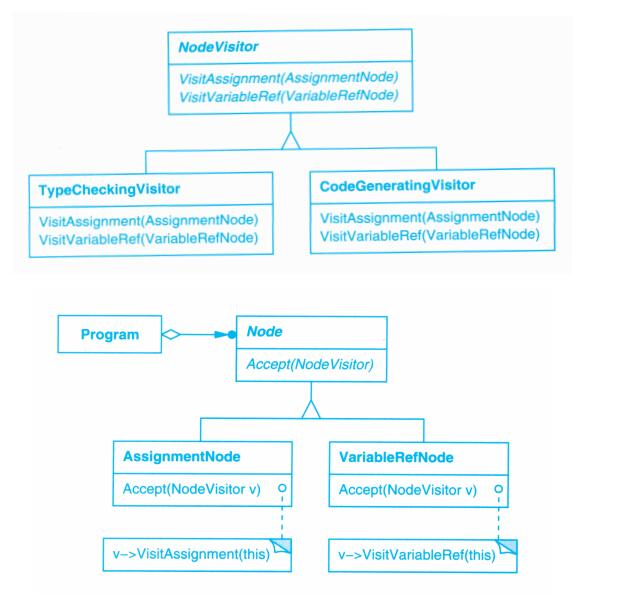 NodeVisitor
VisitAssignment(AssignmentNode)
VisitVariableRef(VariableRefNode)
TypeCheckingVisitor
VisitAssignment(AssignmentNode)
VisitVariableRef(VariableRefNode)
CodeGeneratingVisitor
VisitAssignment(AssignmentNode)
VisitVariableRef(VariableRefNode)
Program
Node
Accept(NodeVisitor)
AssignmentNode
Accept(NodeVisitor v)
v->VisitAssignment(this)
VariableRefNode
Accept(NodeVisitor v)
v->VisitVariableRef(this)